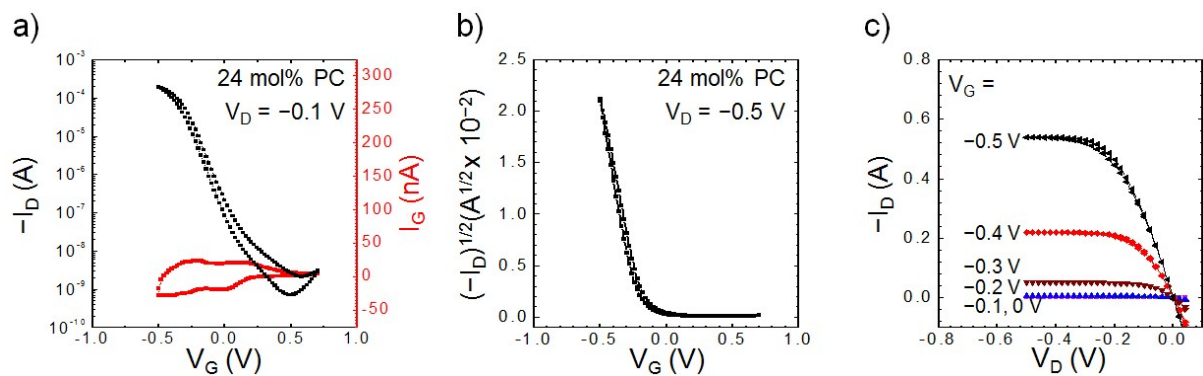 a)
10⁻³
10⁻⁴
10⁻⁵
10⁻⁶
10⁻⁷
10⁻⁸
10⁻⁹
10⁻¹⁰
−I_D (A)
24 mol% PC
V_D = −0.1 V
300
250
200
150
100
50
0
-50
I_G (nA)
-1.0 -0.5 0.0 0.5 1.0
V_G (V)
b)
2.5
2.0
1.5
1.0
0.5
0.0
(−I_D)^1/2(A^1/2 x 10⁻²)
24 mol% PC
V_D = −0.5 V
-1.0 -0.5 0.0 0.5 1.0
V_G (V)
c)
0.8
0.6
0.4
0.2
0.0
−I_D (A)
V_G =
−0.5 V
−0.4 V
−0.3 V
−0.2 V
−0.1, 0 V
-0.8 -0.6 -0.4 -0.2 0.0
V_D (V)